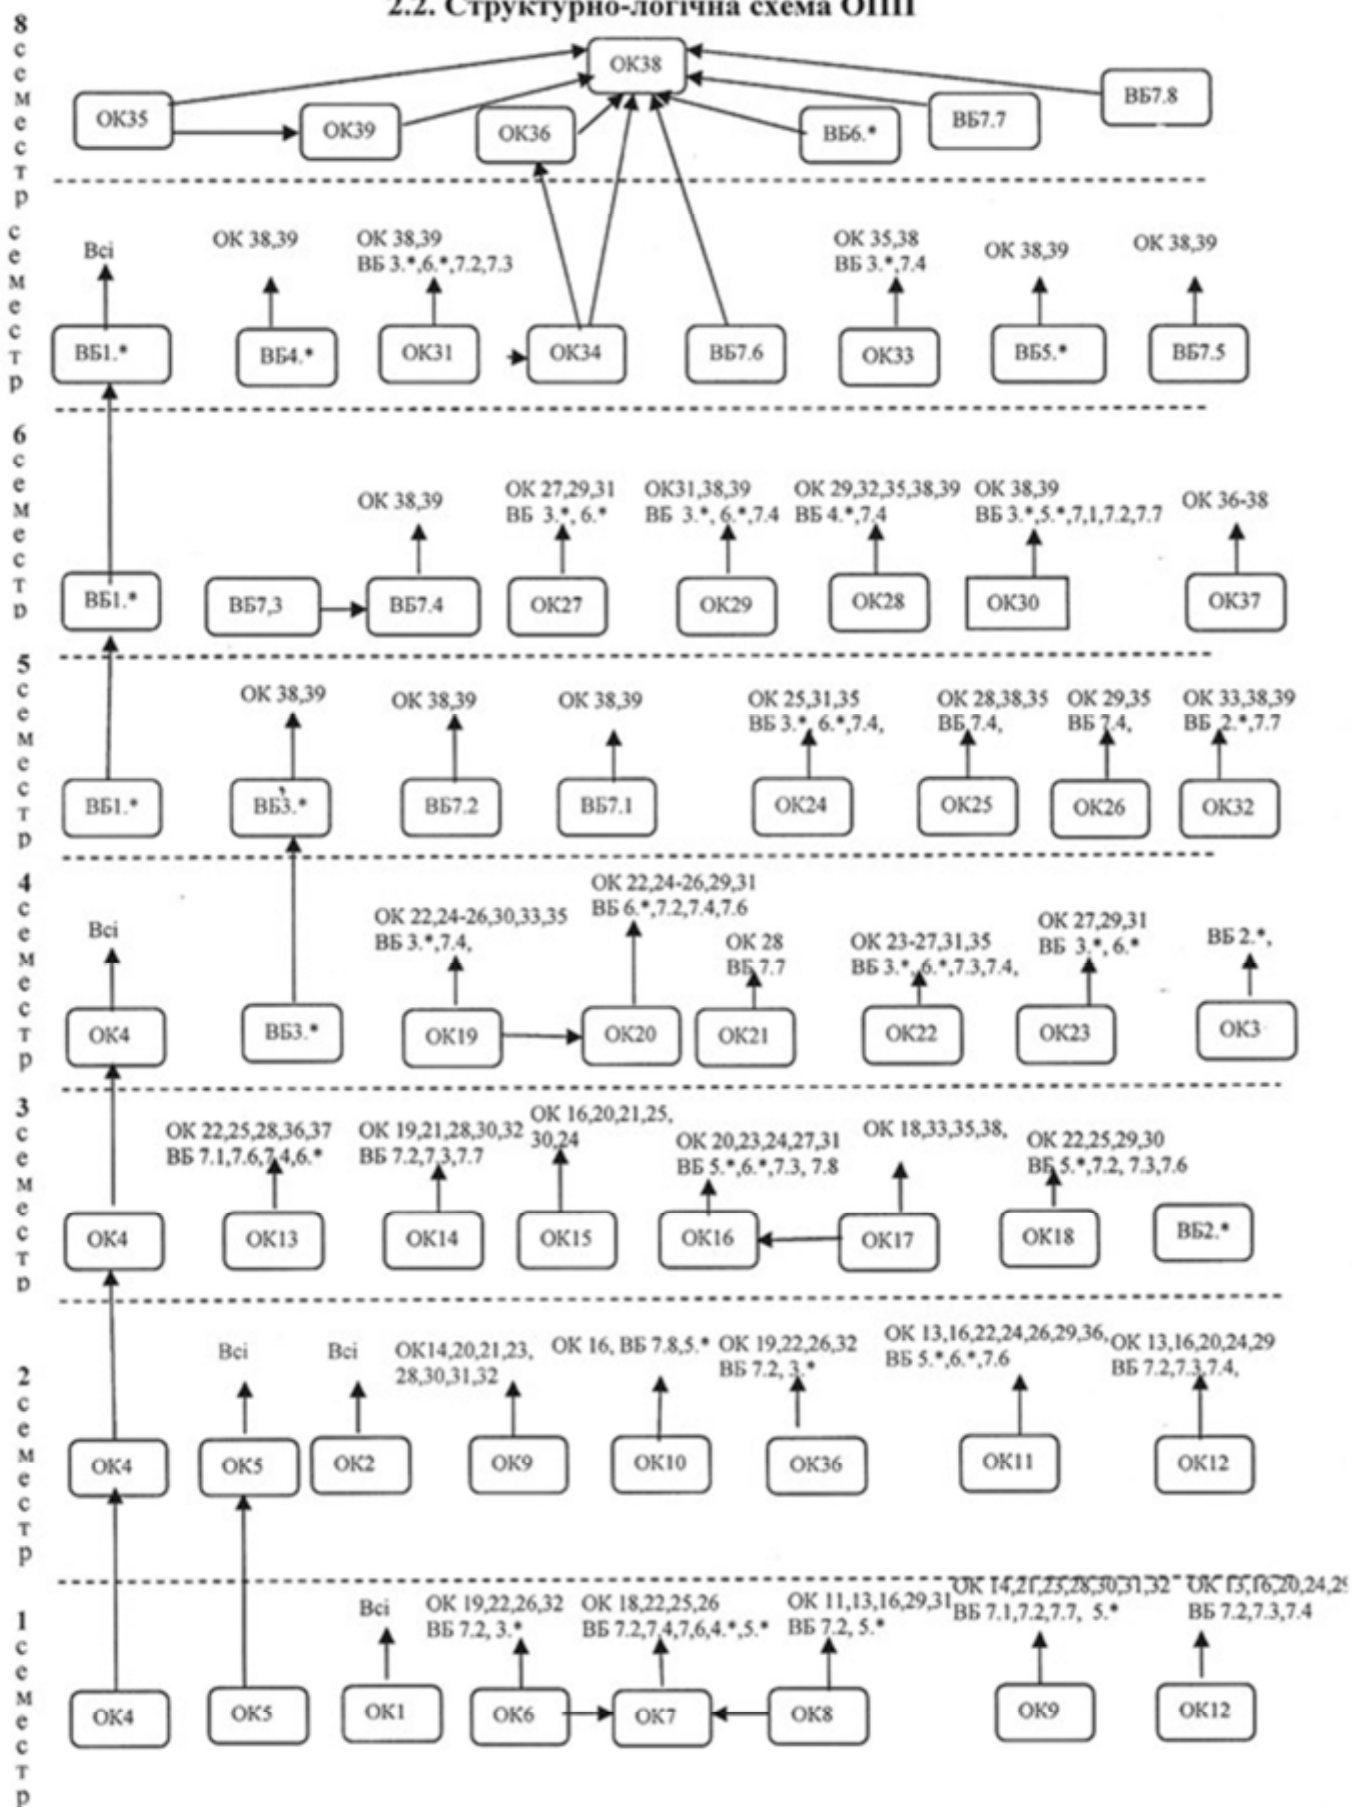 2.2. Структурно-логічна схема ОПП
8 семестр
ОК38
ОК35
ОК39
ОК36
ВБ6.*
ВБ7.7
ВБ7.8
семестр
Всі
ОК 38,39
ОК 38,39
ВБ 3.*,6.*,7.2,7.3
ОК 35,38
ВБ 3.*,7.4
ОК 38,39
ОК 38,39
ВБ1.*
ВБ4.*
ОК31
ОК34
ВБ7.6
ОК33
ВБ5.*
ВБ7.5
6 семестр
ОК 38,39
ОК 27,29,31
ВБ 3.*, 6.*
ОК31,38,39
ВБ 3.*, 6.*,7.4
ОК 29,32,35,38,39
ВБ 4.*,7.4
ОК 38,39
ВБ 3.*,5.*,7,1,7.2,7.7
ОК 36-38
ВБ1.*
ВБ7,3
ВБ7.4
ОК27
ОК29
ОК28
ОК30
ОК37
5 семестр
ОК 38,39
ОК 38,39
ОК 38,39
ОК 25,31,35
ВБ 3.*, 6.*,7.4,
ОК 28,38,35
ВБ 7.4,
ОК 29,35
ВБ 7.4,
ОК 33,38,39
ВБ 2.*,7.7
ВБ1.*
ВБ3.*
ВБ7.2
ВБ7.1
ОК24
ОК25
ОК26
ОК32
4 семестр
Всі
ОК 22,24-26,30,33,35
ВБ 3.*,7.4,
ОК 22,24-26,29,31
ВБ 6.*,7.2,7.4,7.6
ОК 28
ВБ 7.7
ОК 23-27,31,35
ВБ 3.*, 6.*,7.3,7.4,
ОК 27,29,31
ВБ 3.*, 6.*
ВБ 2.*,
ОК4
ВБ3.*
ОК19
ОК20
ОК21
ОК22
ОК23
ОК3
3 семестр
ОК 22,25,28,36,37
ВБ 7.1,7.6,7.4,6.*
ОК 19,21,28,30,32
ВБ 7.2,7.3,7.7
ОК 16,20,21,25,
30,24
ОК 20,23,24,27,31
ВБ 5.*,6.*,7.3, 7.8
ОК 18,33,35,38,
ОК 22,25,29,30
ВБ 5.*,7.2, 7.3,7.6
ОК4
ОК13
ОК14
ОК15
ОК16
ОК17
ОК18
ВБ2.*
2 семестр
Всі
Всі
ОК14,20,21,23,
28,30,31,32
ОК 16, ВБ 7.8,5.*
ОК 19,22,26,32
ВБ 7.2, 3.*
ОК 13,16,22,24,26,29,36,
ВБ 5.*,6.*,7.6
ОК 13,16,20,24,29
ВБ 7.2,7.3,7.4,
ОК4
ОК5
ОК2
ОК9
ОК10
ОК36
ОК11
ОК12
1 семестр
Всі
ОК 19,22,26,32
ВБ 7.2, 3.*
ОК 18,22,25,26
ВБ 7.2,7.4,7,6,4.*,5.*
ОК 11,13,16,29,31
ВБ 7.2, 5.*
ОК 14,21,23,28,30,31,32
ВБ 7.1,7.2,7.7, 5.*
ОК 13,16,20,24,29
ВБ 7.2,7.3,7.4
ОК4
ОК5
ОК1
ОК6
ОК7
ОК8
ОК9
ОК12